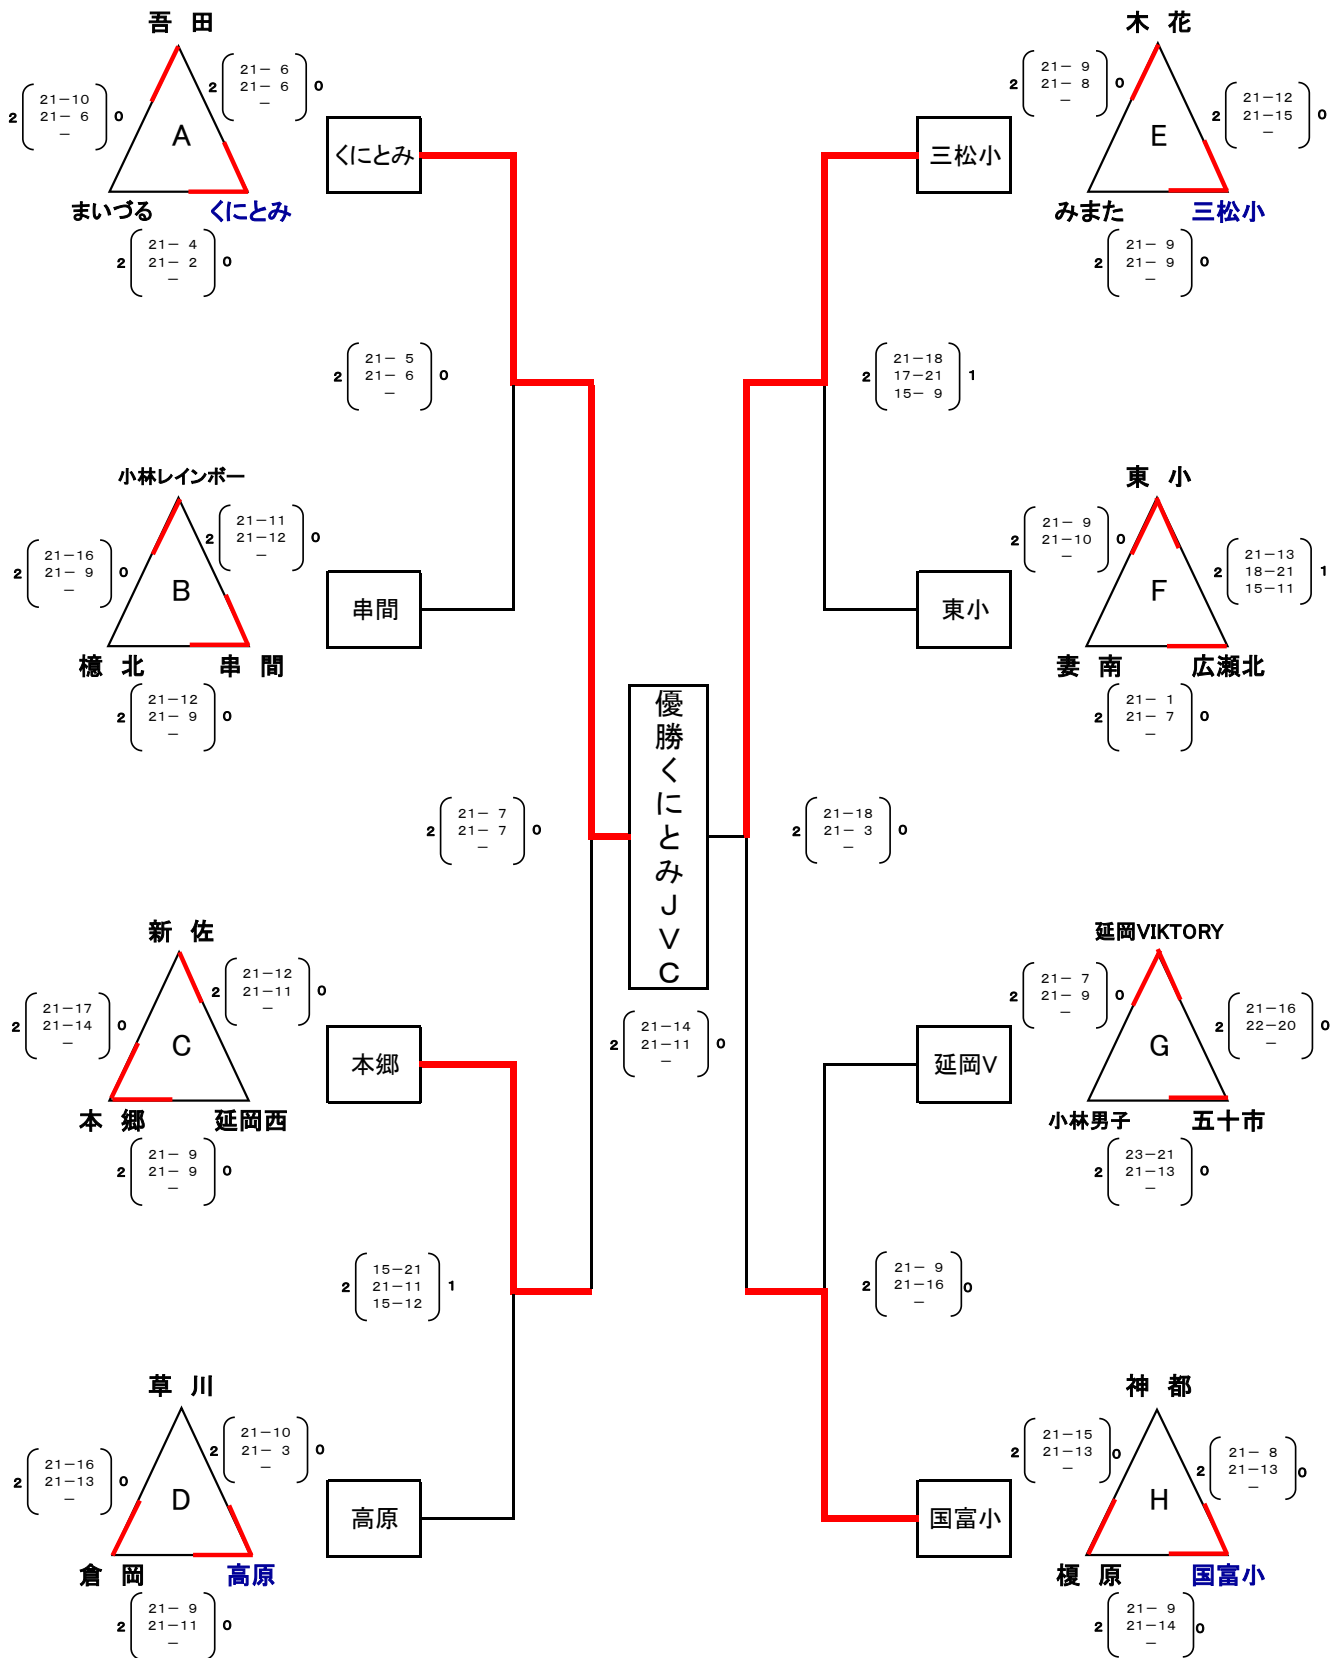 吾　田
2 21－ 6 0
21－ 6
－
2 21－10 0
21－ 6
－
A
まいづる　くにとみ
2 21－ 4 0
21－ 2
－
くにとみ
2 21－ 5 0
21－ 6
－
小林レインボー
2 21－11 0
21－12
－
2 21－16 0
21－ 9
－
B
檍　北　串　間
2 21－12 0
21－ 9
－
串間
2 21－ 7 0
21－ 7
－
新　佐
2 21－12 0
21－11
－
2 21－17 0
21－14
－
C
本　郷　延岡西
2 21－ 9 0
21－ 9
－
本郷
2 15－21 1
21－11
15－12
草　川
2 21－10 0
21－ 3
－
2 21－16 0
21－13
－
D
倉　岡　高原
2 21－ 9 0
21－11
－
高原
優勝くにとみＪＶＣ
2 21－14 0
21－11
－
木　花
2 21－ 9 0
21－ 8
－
2 21－12 0
21－15
－
E
みまた　三松小
2 21－ 9 0
21－ 9
－
三松小
2 21－18 1
17－21
15－ 9
東　小
2 21－ 9 0
21－10
－
2 21－13 1
18－21
15－11
F
妻　南　広瀬北
2 21－ 1 0
21－ 7
－
東小
2 21－18 0
21－ 3
－
延岡VIKTORY
2 21－ 7 0
21－ 9
－
2 21－16 0
22－20
－
G
小林男子　五十市
2 23－21 0
21－13
－
延岡V
2 21－ 9 0
21－16
－
神　都
2 21－15 0
21－13
－
2 21－ 8 0
21－13
－
H
榎　原　国富小
2 21－ 9 0
21－14
－
国富小